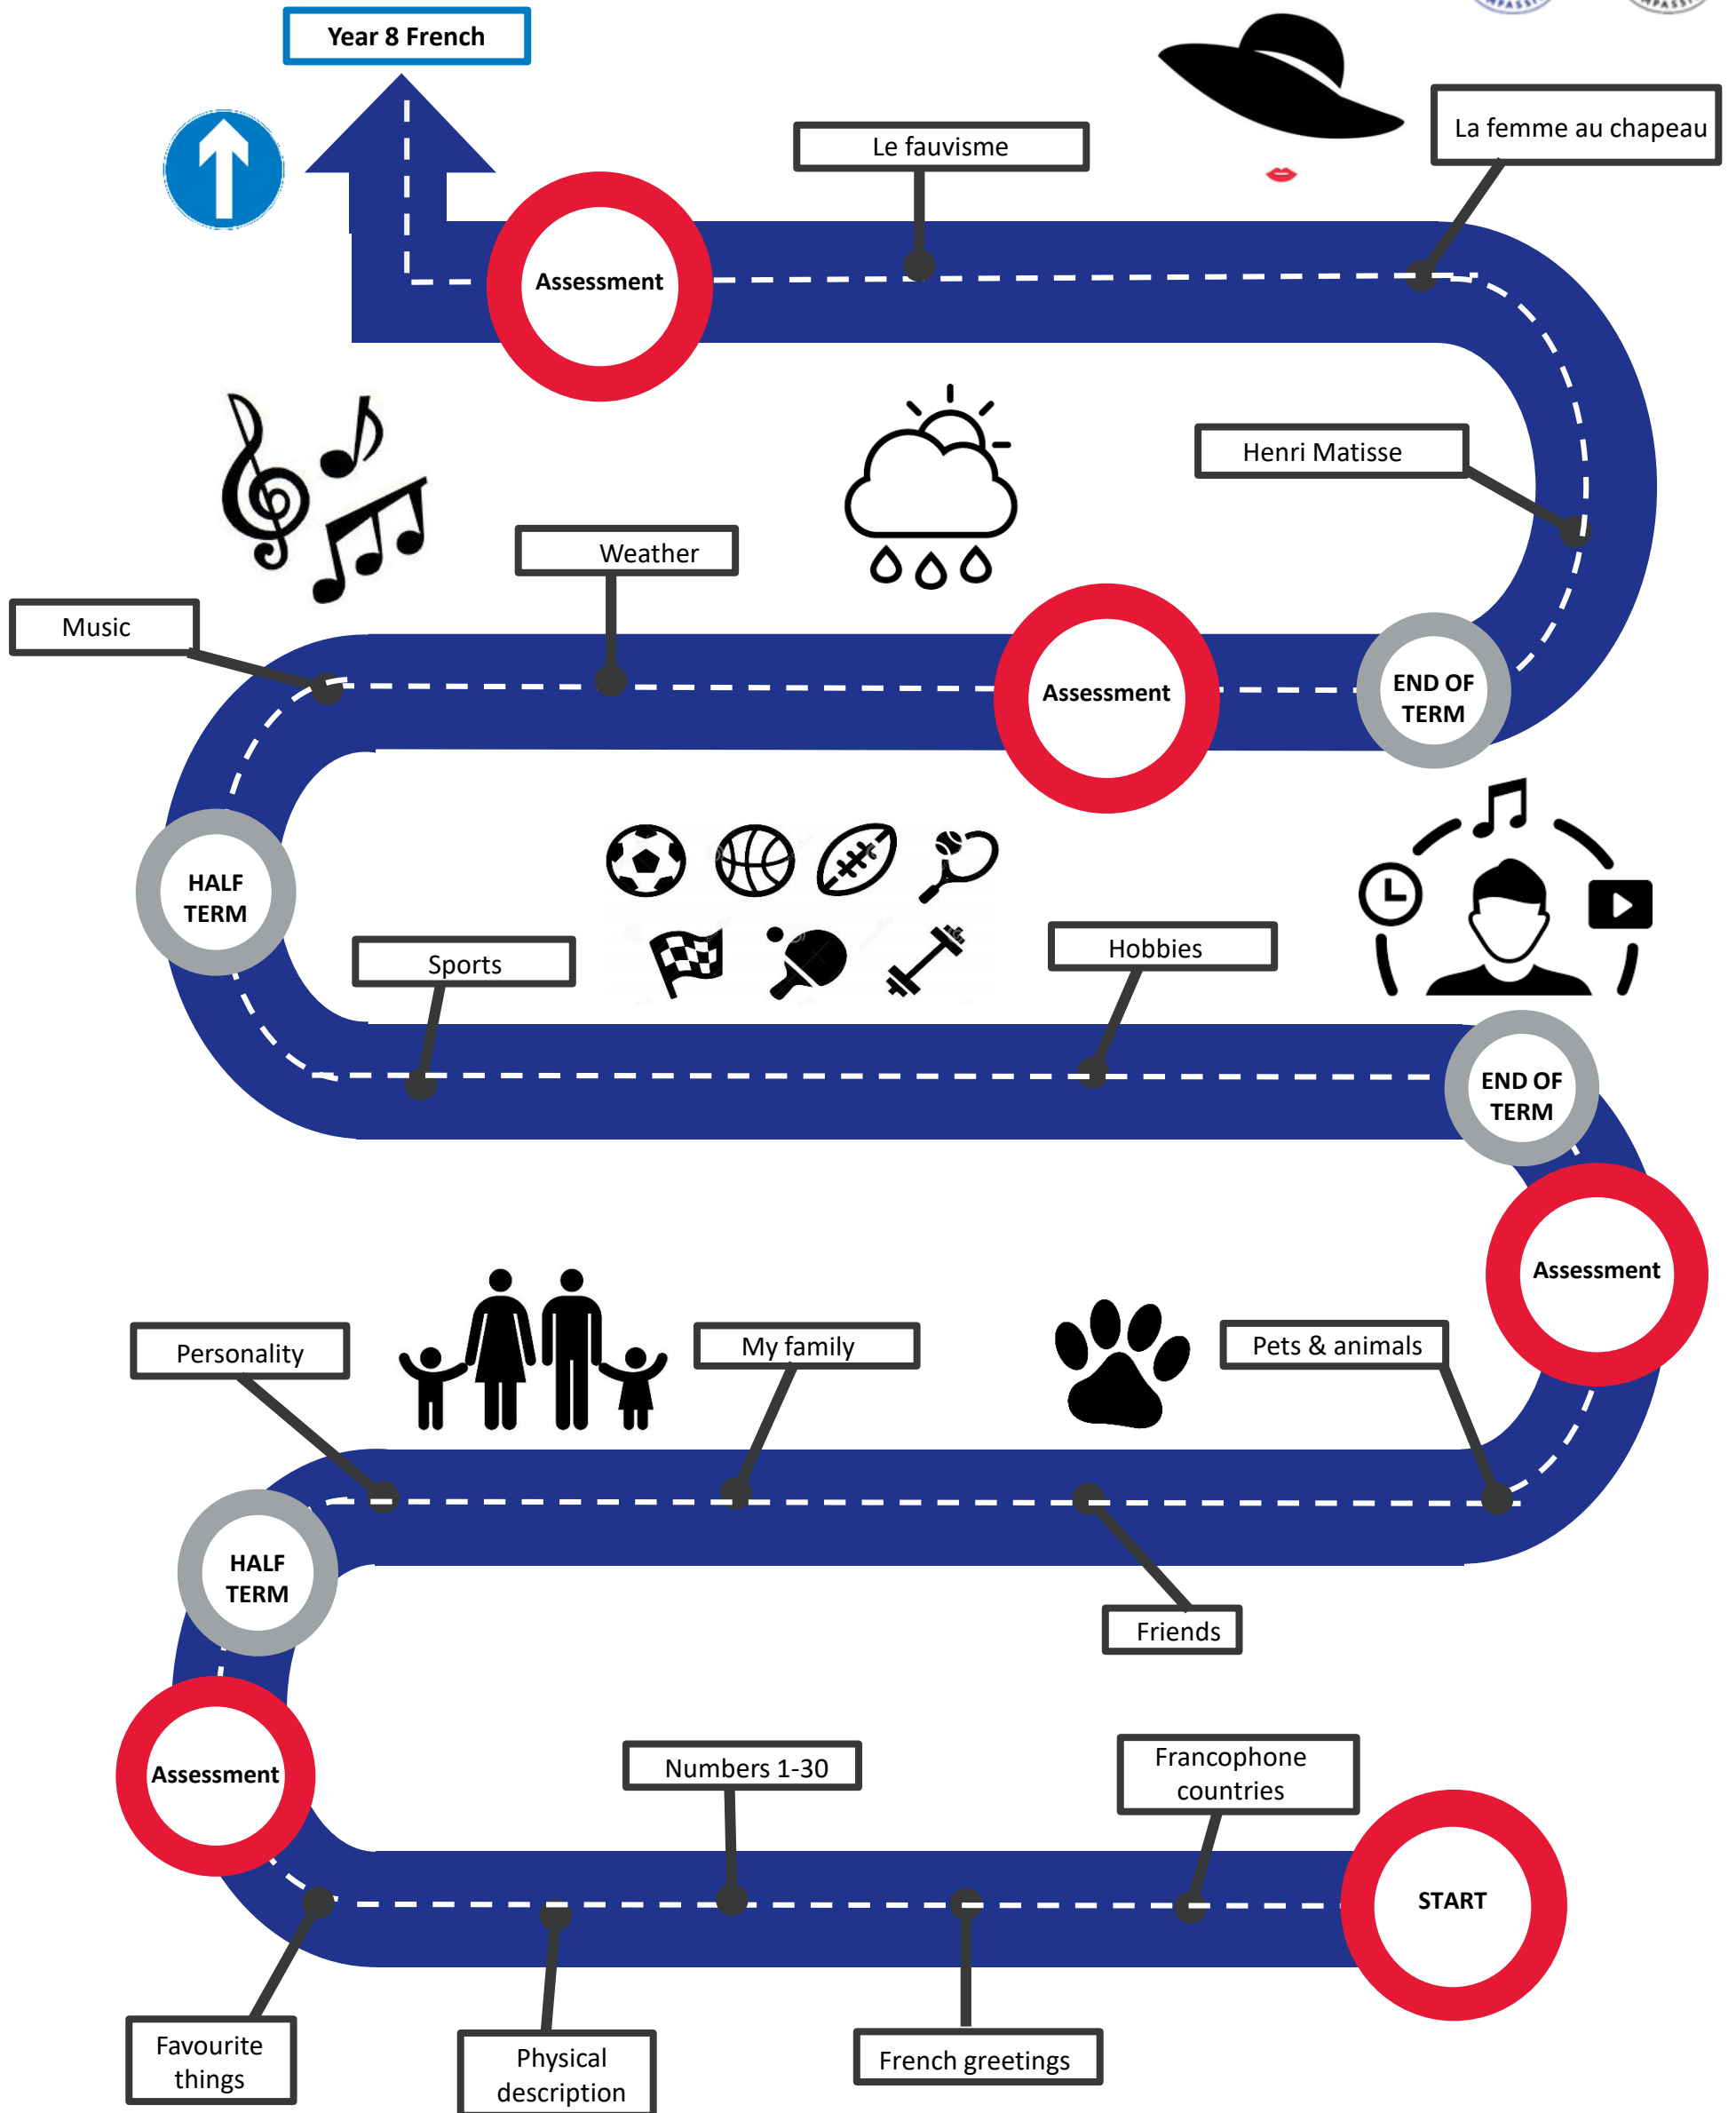 Year 8 French
La femme au chapeau
Le fauvisme
Assessment
Henri Matisse
Weather
Music
Assessment
END OF
TERM
HALF
TERM
Sports
Hobbies
END OF
TERM
Assessment
Personality
My family
Pets & animals
HALF
TERM
Friends
Assessment
Numbers 1-30
Francophone
countries
START
Favourite
things
Physical
description
French greetings